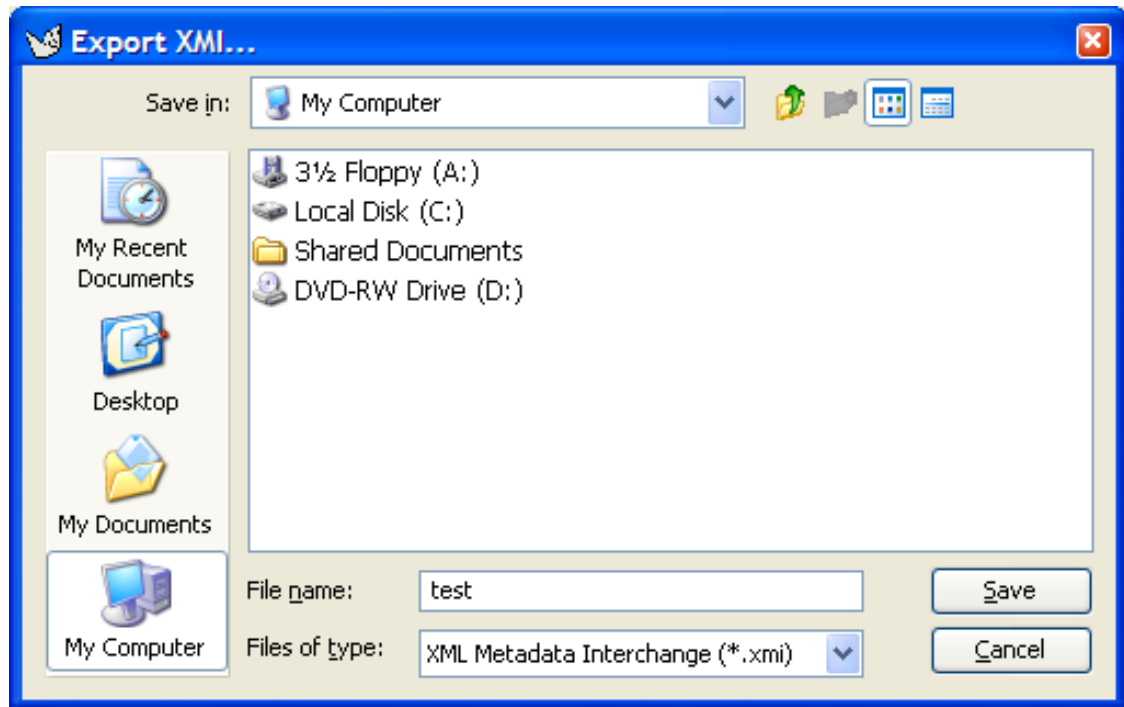 Export XMI...
Save in:
My Computer
3½ Floppy (A:)
Local Disk (C:)
Shared Documents
DVD-RW Drive (D:)
My Recent
Documents
Desktop
My Documents
My Computer
File name:
test
Save
Files of type:
XML Metadata Interchange (*.xmi)
Cancel